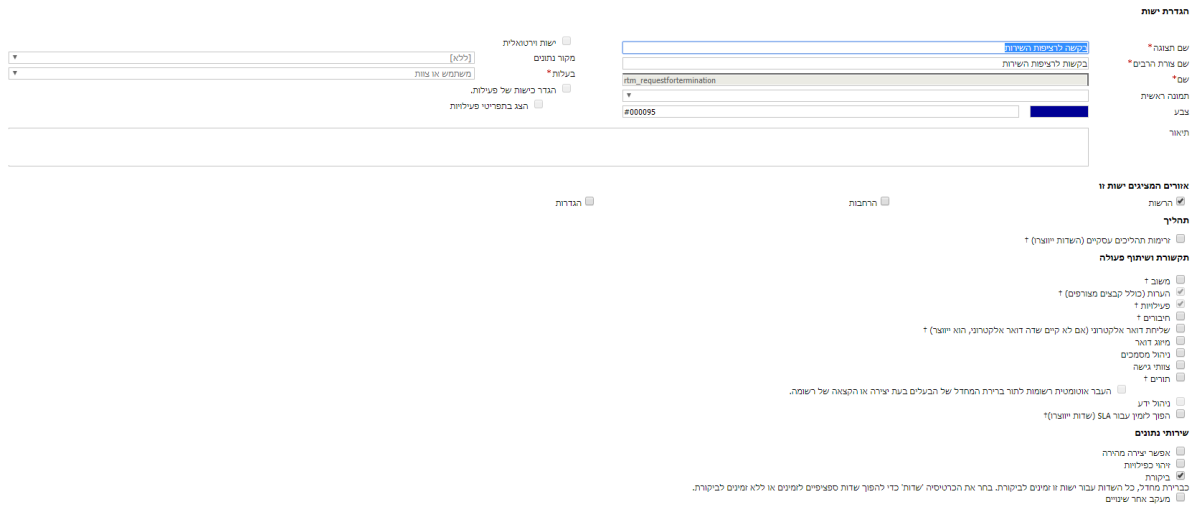 הגדרת ישות
שם תצוגה* בקשה לרציפות השירות
ישות וירטואלית
שם צורת הרבים* בקשות לרציפות השירות
מקור נתונים [ללא]
שם* rtm_requestfortermination
בעלות* משתמש או צוות
תמונה ראשית
הגדר כישות של פעילות.
צבע #000095
הצג בתפריטי פעילויות
תיאור
אזורים המציגים ישות זו
הרשות הרחבות הגדרות
תהליך
זרימות תהליכים עסקיים (השדות ייווצרו) †
תקשורת ושיתוף פעולה
משוב †
הערות (כולל קבצים מצורפים) †
פעילויות †
חיבורים †
שליחת דואר אלקטרוני (אם לא קיים שדה דואר אלקטרוני, הוא ייווצר) †
מיזוג דואר
ניהול מסמכים
צוותי גישה
תורים †
העבר אוטומטית רשומות לתור ברירת המחדל של הבעלים בעת יצירה או הקצאה של רשומה.
ניהול ידע
הפוך לזמין עבור SLA (שדות ייווצרו)†
שירותי נתונים
אפשר יצירה מהירה
זיהוי כפילויות
ביקורת
כברירת מחדל, כל השדות עבור ישות זו זמינים לביקורת. בחר את הכרטיסיה 'שדות' כדי להפוך שדות ספציפיים לזמינים או ללא זמינים לביקורת.
מעקב אחר שינויים